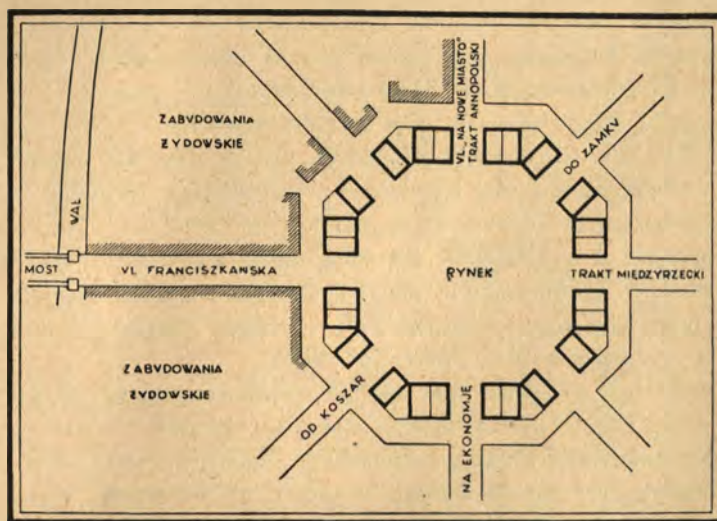 ZABVDOWANIA
ŻYDOWSKIE
VL. „NA NOWE MIASTO"
TRAKT ANNOPOLSKI
DO ZAMKV
WAŁ
MOST
VL. FRANCISZKAŃSKA
RYNEK
TRAKT MIĘDZYRZECKI
ZABVDOWANIA
ŻYDOWSKIE
OD KOSZAR
NA EKONOMJĘ